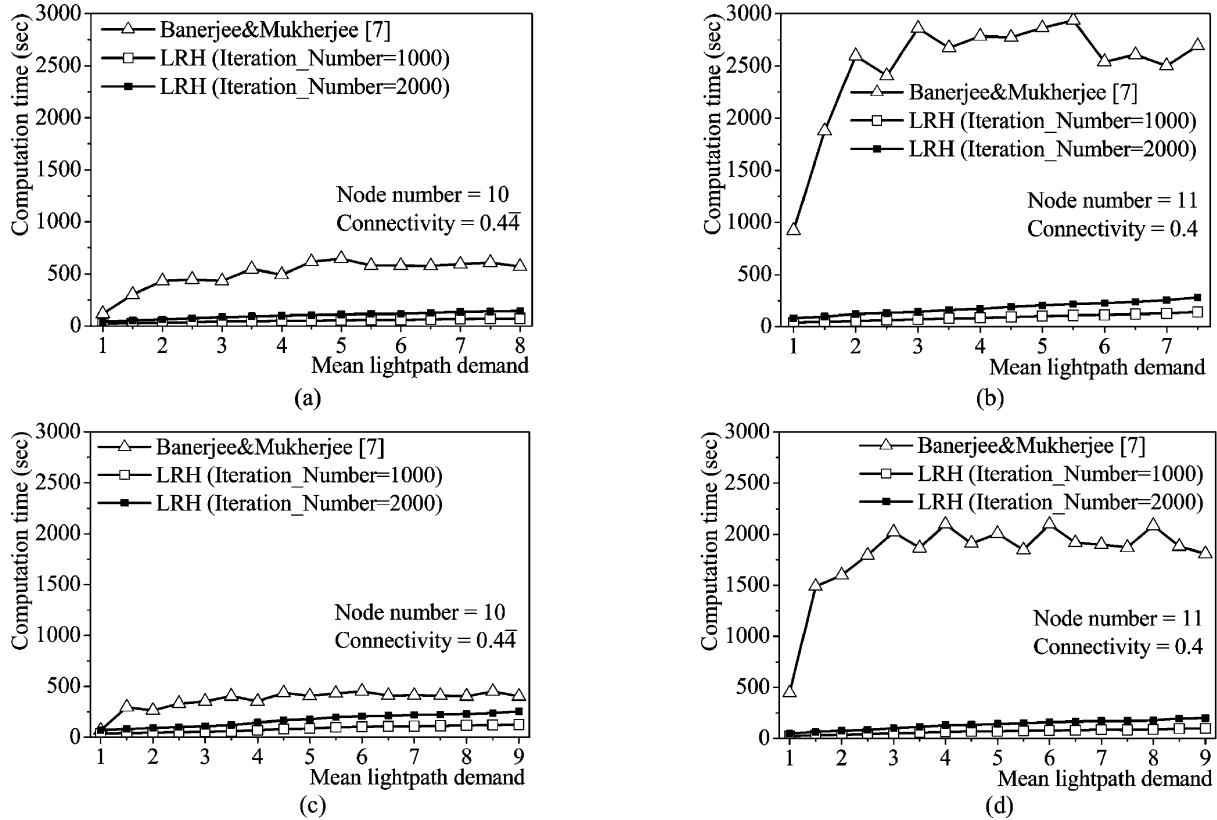 3000
2500
2000
1500
1000
500
0
Computation time (sec)
Banerjee&Mukherjee [7]
LRH (Iteration_Number=1000)
LRH (Iteration_Number=2000)
Node number = 10
Connectivity = 0.44̅
1 2 3 4 5 6 7 8
Mean lightpath demand
(a)
3000
2500
2000
1500
1000
500
0
Computation time (sec)
Banerjee&Mukherjee [7]
LRH (Iteration_Number=1000)
LRH (Iteration_Number=2000)
Node number = 11
Connectivity = 0.4
1 2 3 4 5 6 7
Mean lightpath demand
(b)
3000
2500
2000
1500
1000
500
0
Computation time (sec)
Banerjee&Mukherjee [7]
LRH (Iteration_Number=1000)
LRH (Iteration_Number=2000)
Node number = 10
Connectivity = 0.44̅
1 2 3 4 5 6 7 8 9
Mean lightpath demand
(c)
3000
2500
2000
1500
1000
500
0
Computation time (sec)
Banerjee&Mukherjee [7]
LRH (Iteration_Number=1000)
LRH (Iteration_Number=2000)
Node number = 11
Connectivity = 0.4
1 2 3 4 5 6 7 8 9
Mean lightpath demand
(d)